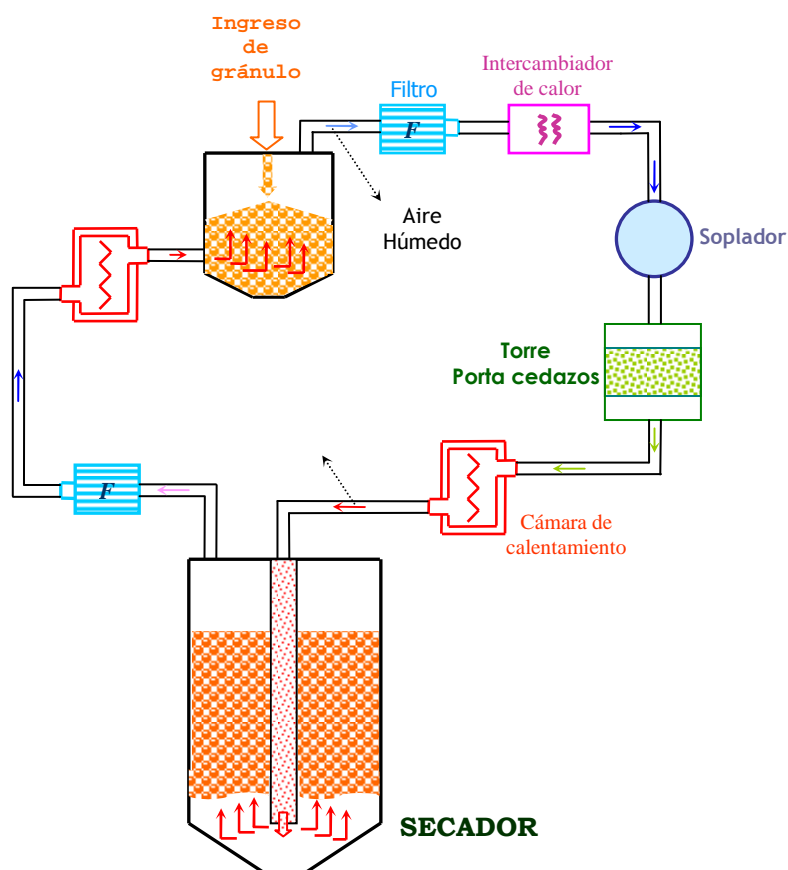 Ingreso
de
gránulo
Filtro
F
Intercambiador
de calor
Aire
Húmedo
Soplador
Torre
Porta cedazos
F
Cámara de
calentamiento
SECADOR